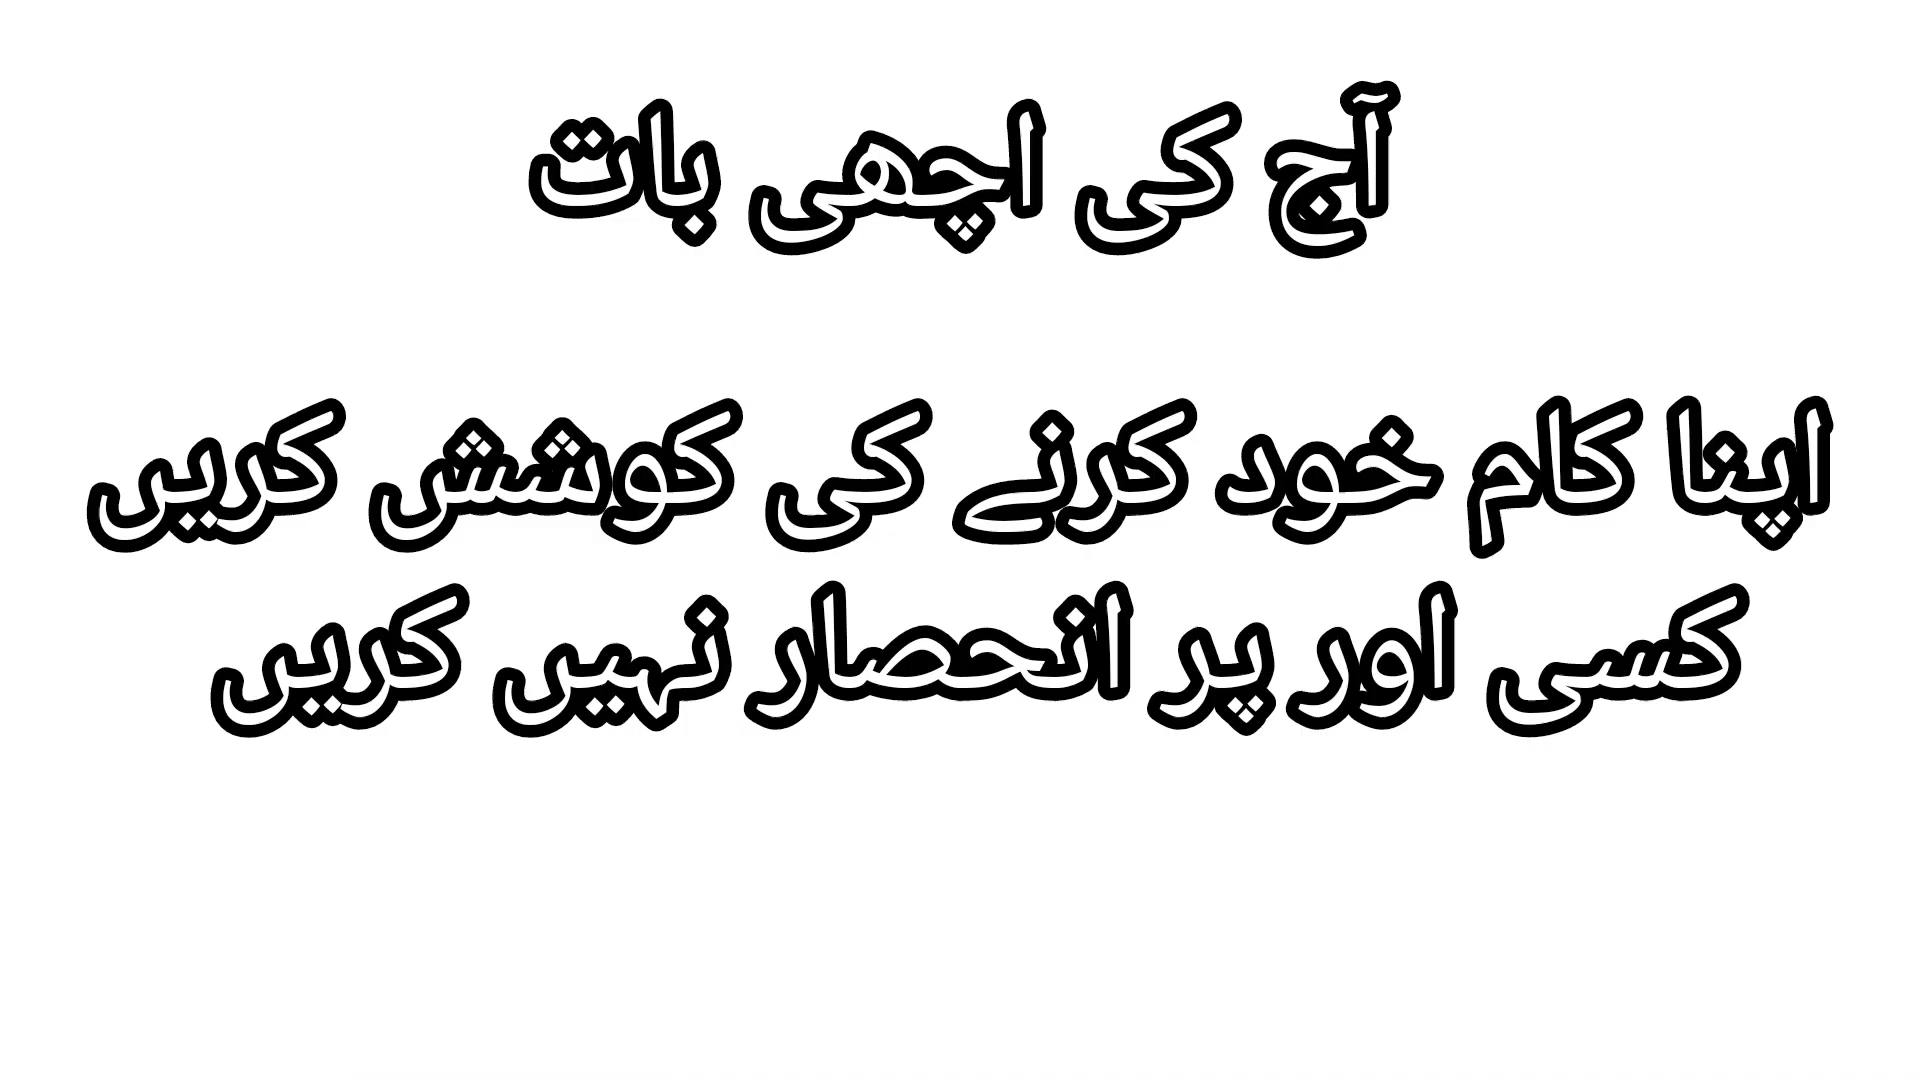 آج کی اچھی بات
اپنا کام خود کرنے کی کوشش کریں
کسی اور پر انحصار نہیں کریں